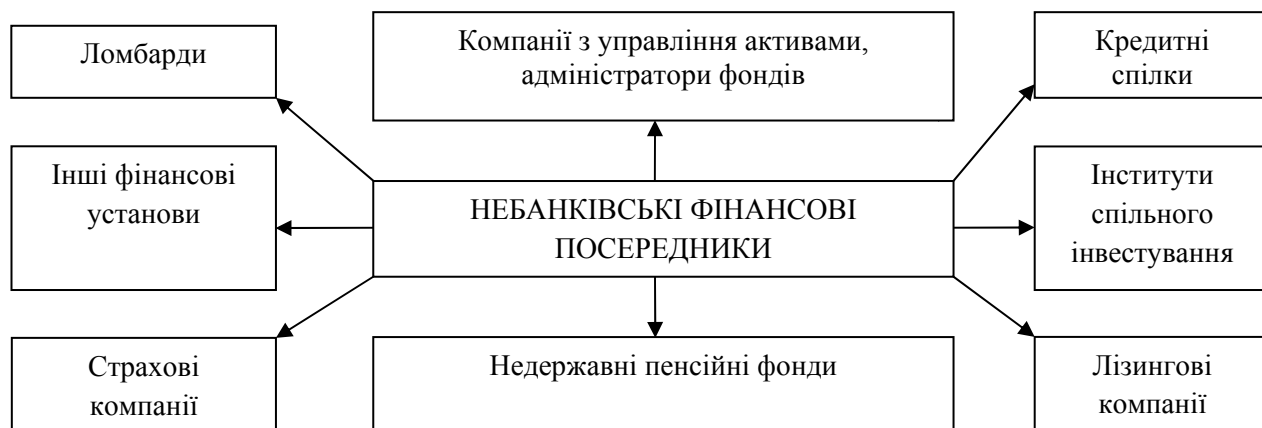 Ломбарди
Компанії з управління активами,
адміністратори фондів
Кредитні
спілки
Інші фінансові
установи
НЕБАНКІВСЬКІ ФІНАНСОВІ
ПОСЕРЕДНИКИ
Інститути
спільного
інвестування
Страхові
компанії
Недержавні пенсійні фонди
Лізингові
компанії